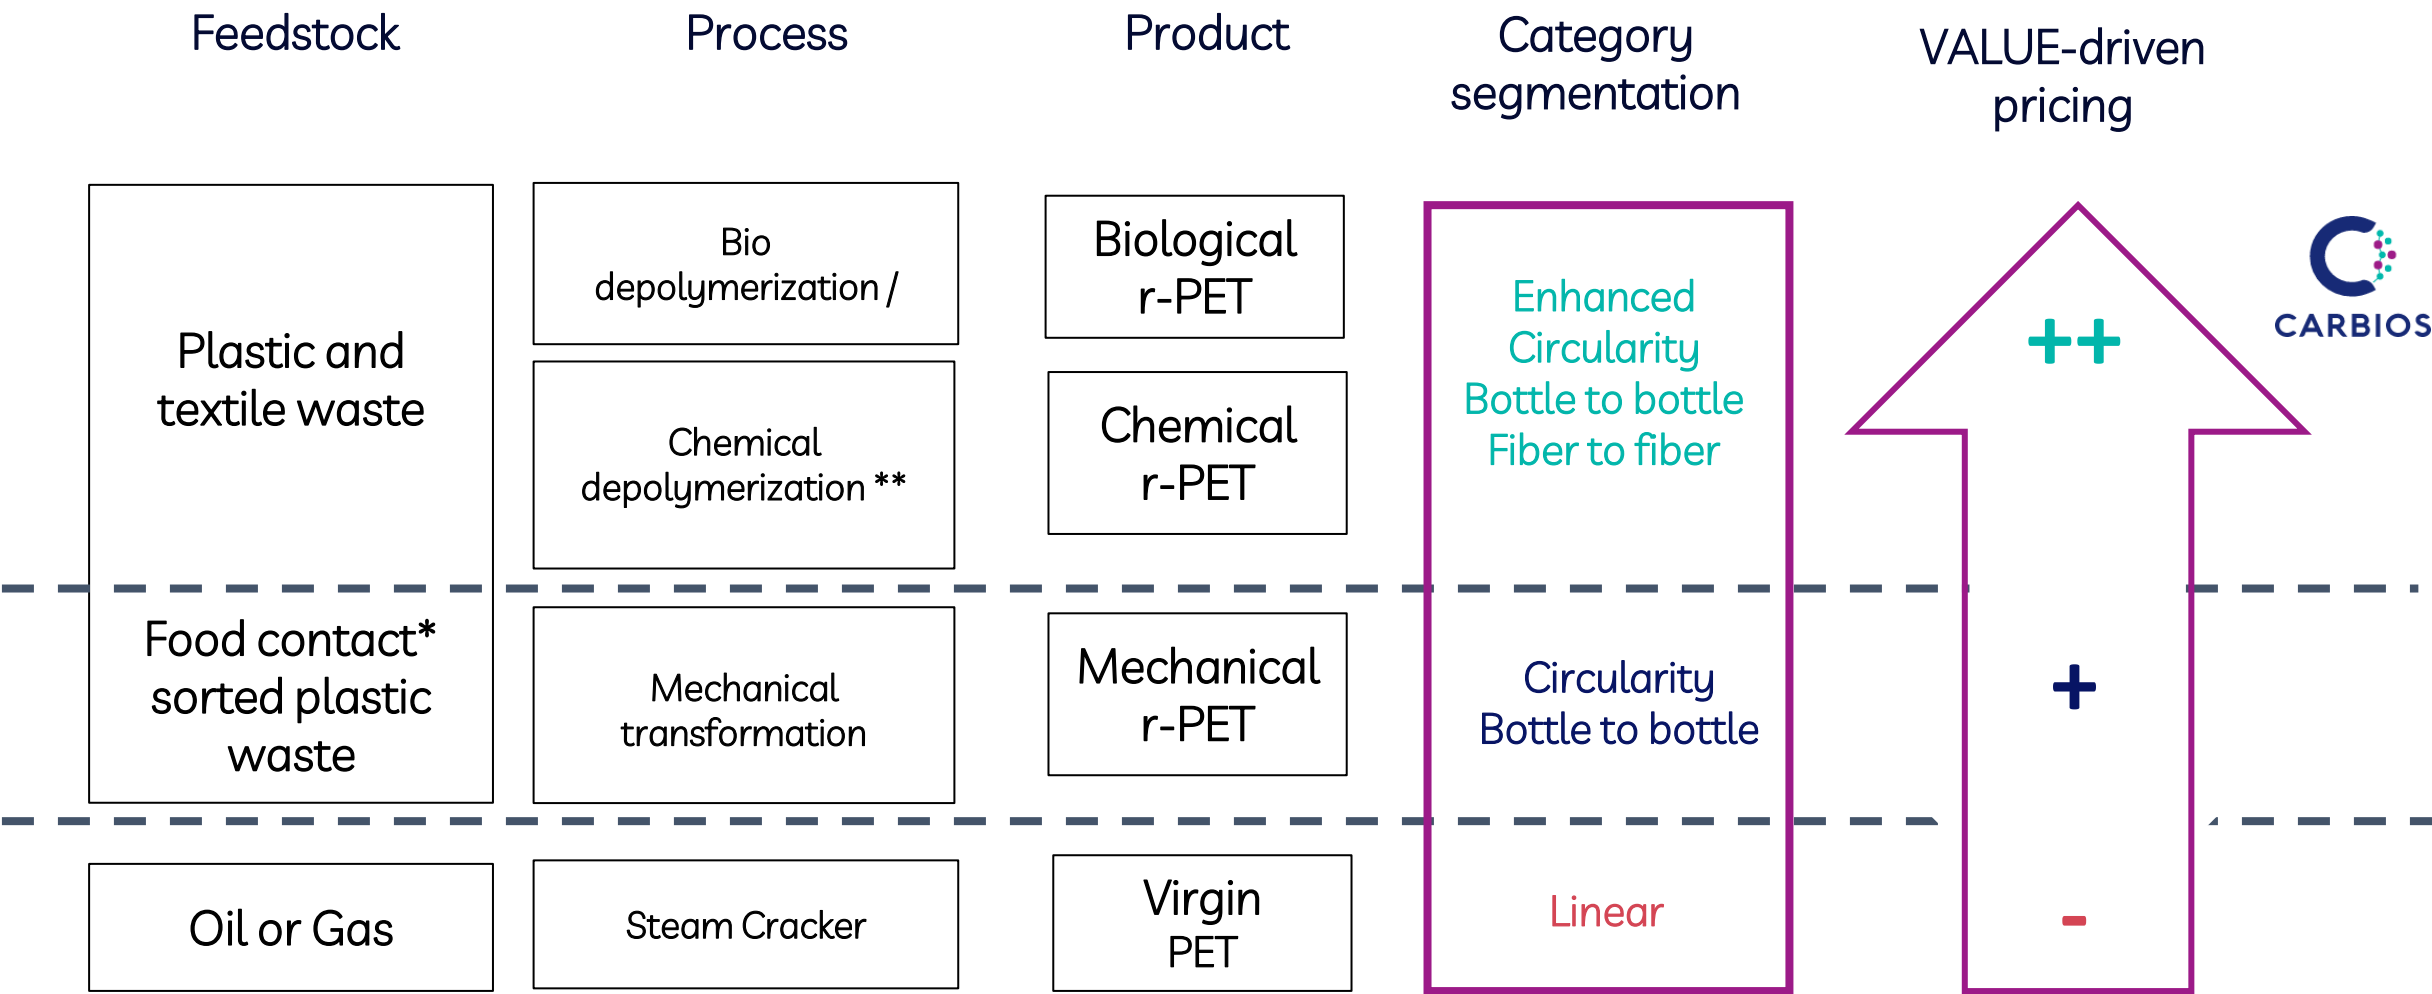 Feedstock
Process
Product
Category
segmentation
VALUE-driven
pricing
Plastic and
textile waste
Bio
depolymerization /
Biological
r-PET
Enhanced
Circularity
Bottle to bottle
Fiber to fiber
++
CARBIOS
Chemical
depolymerization **
Chemical
r-PET
Food contact*
sorted plastic
waste
Mechanical
transformation
Mechanical
r-PET
Circularity
Bottle to bottle
+
Oil or Gas
Steam Cracker
Virgin
PET
Linear
-